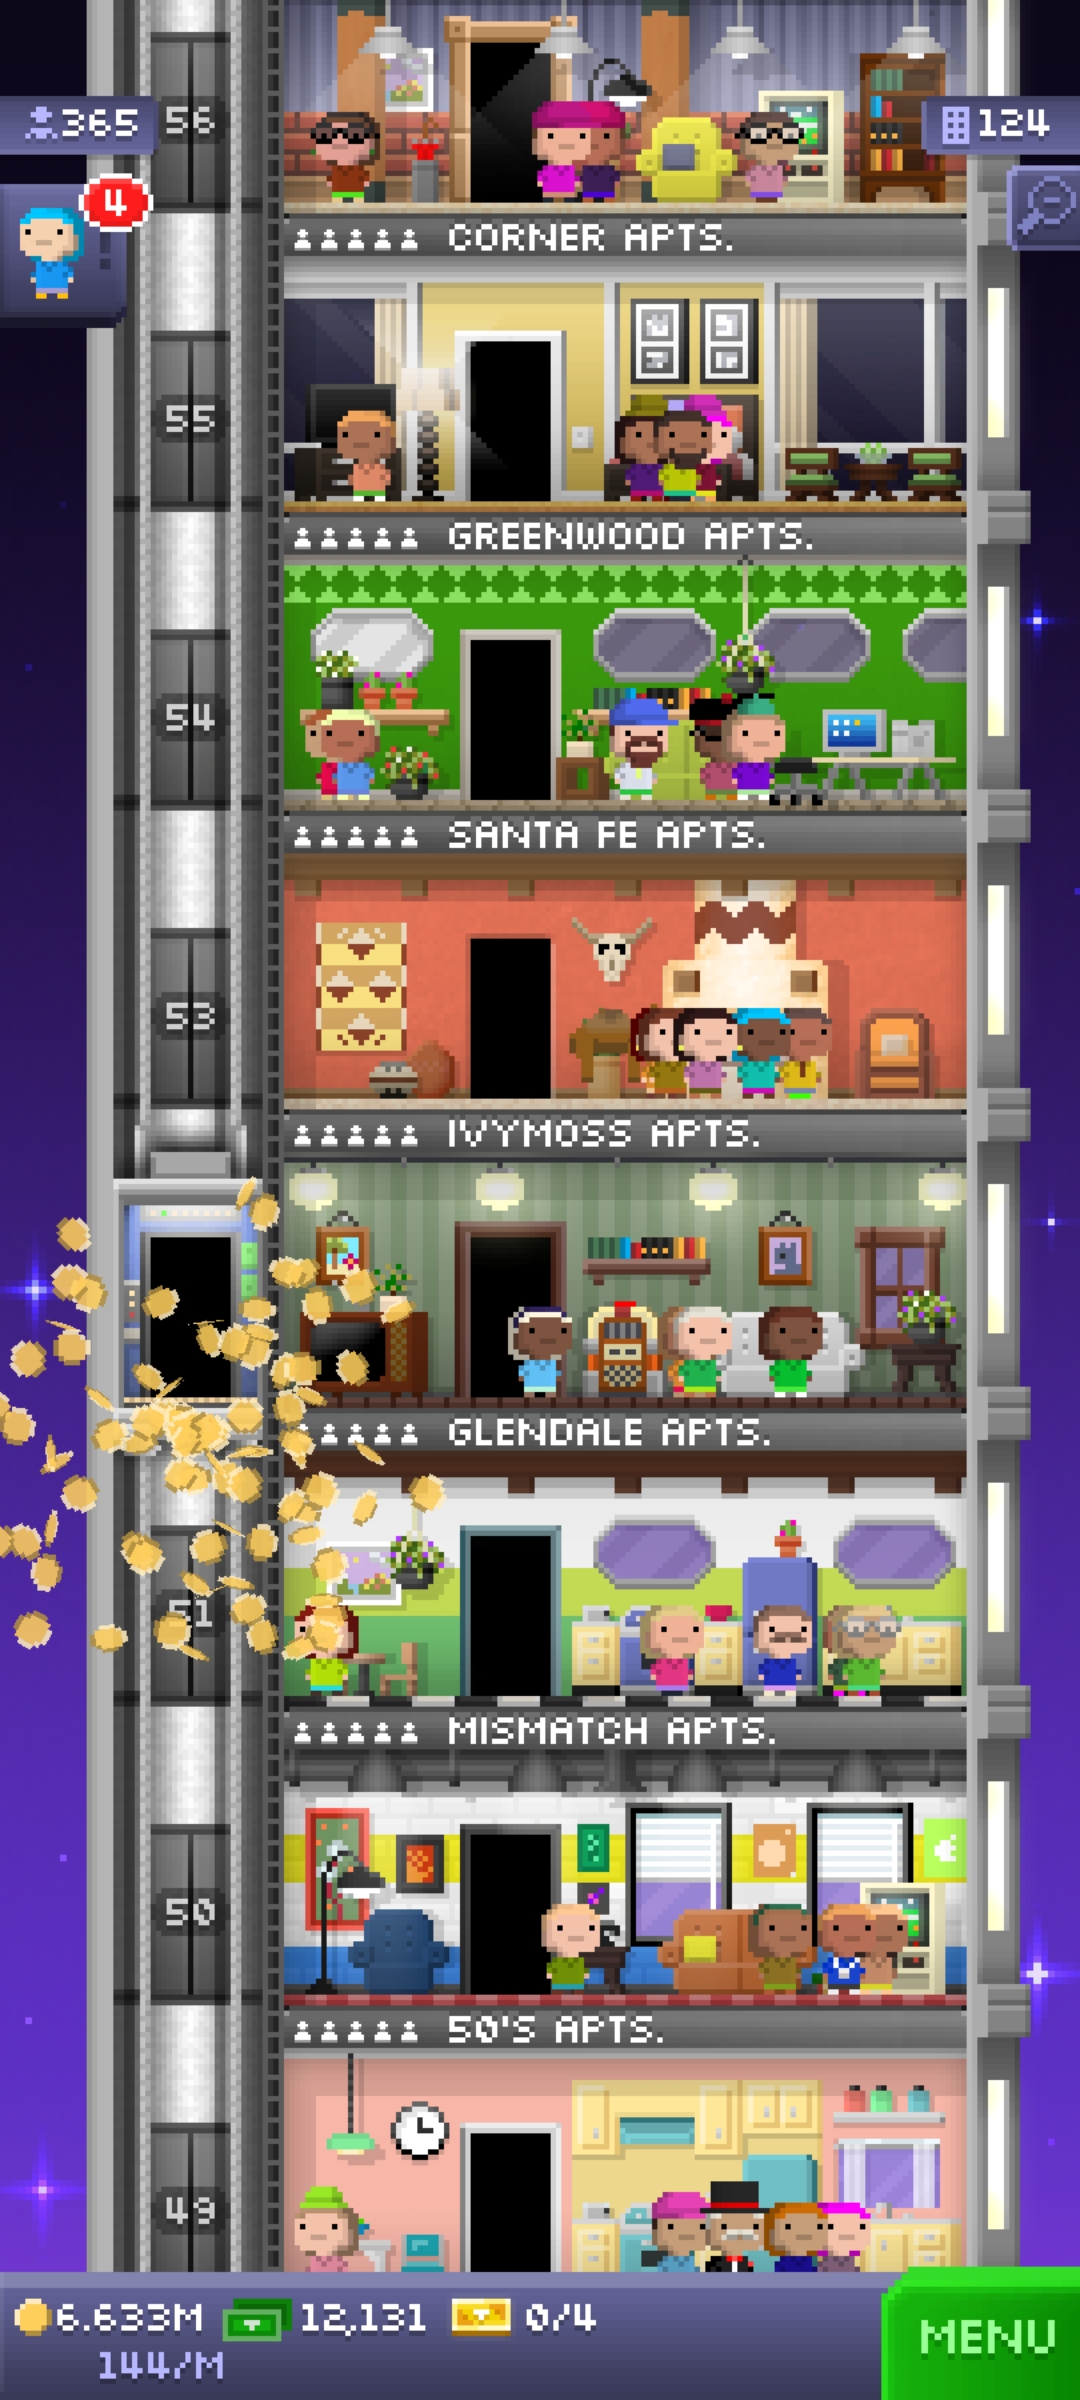 365
56
124
4
CORNER APTS.
55
GREENWOOD APTS.
54
SANTA FE APTS.
53
IVYMOSS APTS.
GLENDALE APTS.
51
MISMATCH APTS.
50
50'S APTS.
49
6.633M 12,131 0/4
144/M
MENU